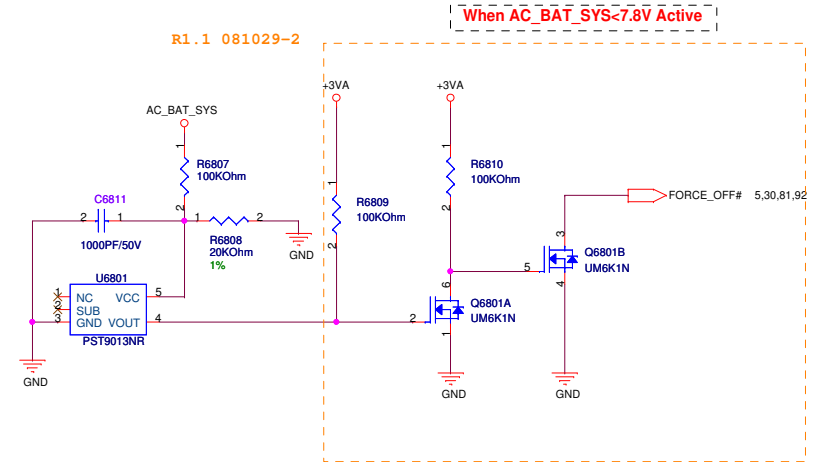 When AC_BAT_SYS<7.8V Active
R1.1 081029-2
+3VA
+3VA
AC_BAT_SYS
1
R6807
100KOhm
2
1
R6809
100KOhm
2
1
R6810
100KOhm
2
C6811
2
1
1000PF/50V
1
2
R6808
20KOhm
1%
GND
FORCE_OFF# 5,30,81,92
3
Q6801B
UM6K1N
5
4
U6801
1
NC
VCC
5
2
SUB
3
GND
VOUT
4
PST9013NR
6
Q6801A
UM6K1N
2
1
GND
GND
GND